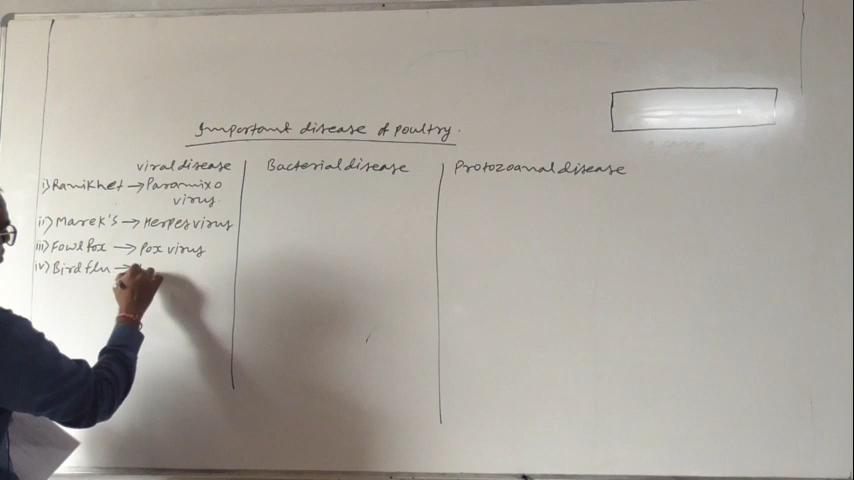 Important disease of poultry.
viral disease
Bacterial disease
Protozoanal disease
i) Ranikhet → Paramixo
virus.
ii) Marek's → Herpes virus
iii) Fowl Pox → Pox virus
iv) Bird flu →